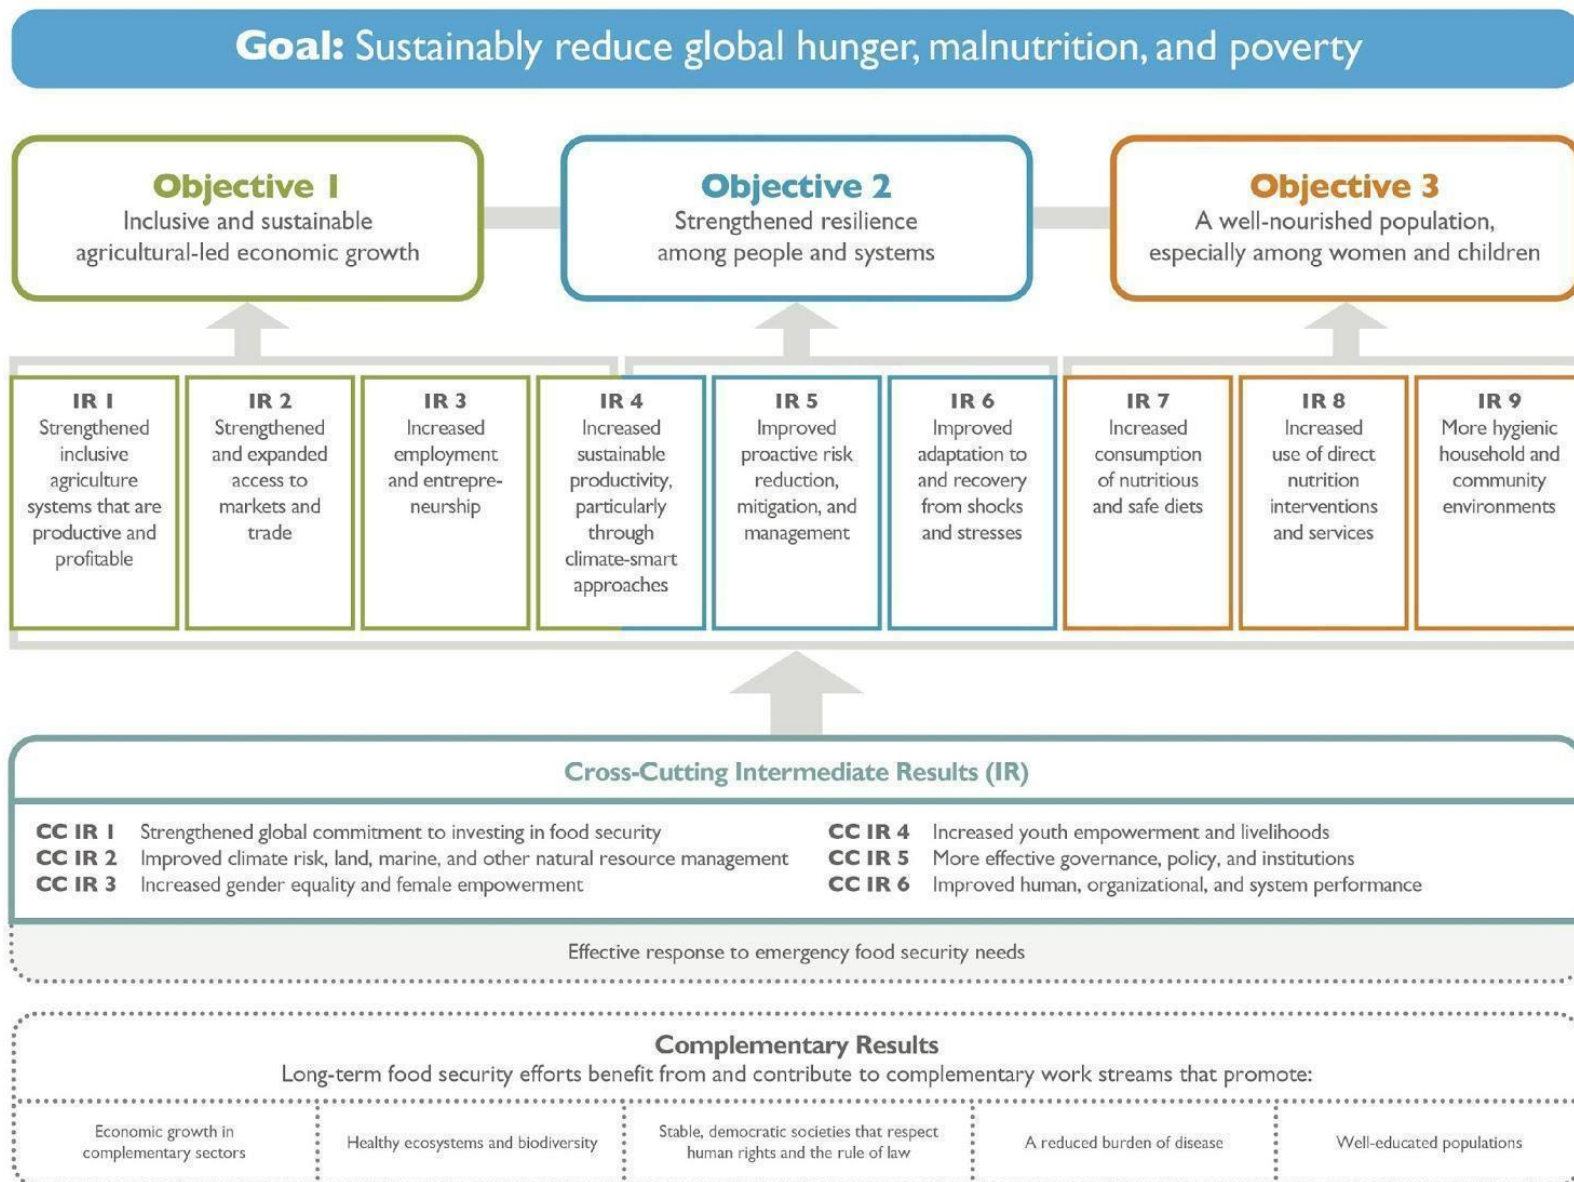 Goal: Sustainably reduce global hunger, malnutrition, and poverty
Objective 1
Inclusive and sustainable
agricultural-led economic growth
Objective 2
Strengthened resilience
among people and systems
Objective 3
A well-nourished population,
especially among women and children
IR 1
Strengthened
inclusive
agriculture
systems that are
productive and
profitable
IR 2
Strengthened
and expanded
access to
markets and
trade
IR 3
Increased
employment
and entrepre-
neurship
IR 4
Increased
sustainable
productivity,
particularly
through
climate-smart
approaches
IR 5
Improved
proactive risk
reduction,
mitigation, and
management
IR 6
Improved
adaptation to
and recovery
from shocks
and stresses
IR 7
Increased
consumption
of nutritious
and safe diets
IR 8
Increased
use of direct
nutrition
interventions
and services
IR 9
More hygienic
household and
community
environments
Cross-Cutting Intermediate Results (IR)
CC IR 1 Strengthened global commitment to investing in food security
CC IR 2 Improved climate risk, land, marine, and other natural resource management
CC IR 3 Increased gender equality and female empowerment
CC IR 4 Increased youth empowerment and livelihoods
CC IR 5 More effective governance, policy, and institutions
CC IR 6 Improved human, organizational, and system performance
Effective response to emergency food security needs
Complementary Results
Long-term food security efforts benefit from and contribute to complementary work streams that promote:
Economic growth in
complementary sectors
Healthy ecosystems and biodiversity
Stable, democratic societies that respect
human rights and the rule of law
A reduced burden of disease
Well-educated populations